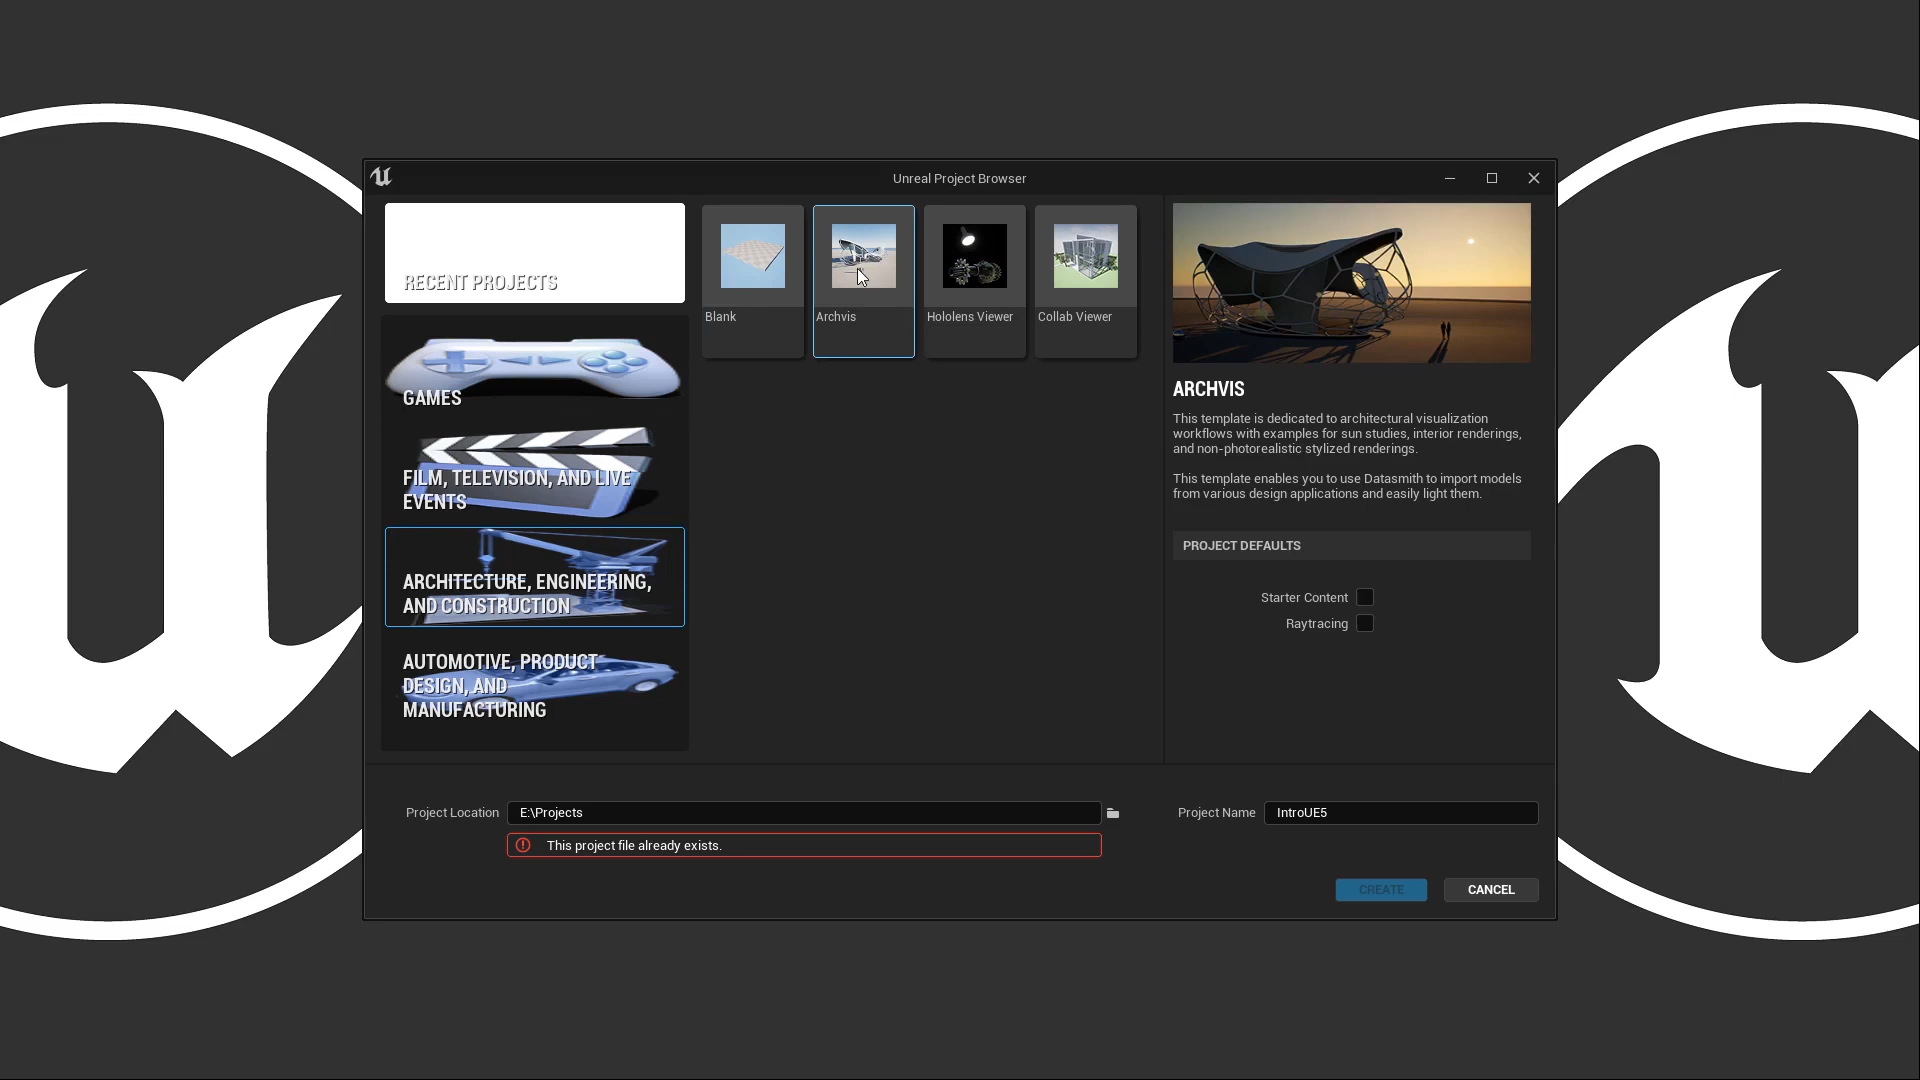 Unreal Project Browser
RECENT PROJECTS
GAMES
FILM, TELEVISION, AND LIVE
EVENTS
ARCHITECTURE, ENGINEERING,
AND CONSTRUCTION
AUTOMOTIVE, PRODUCT
DESIGN, AND
MANUFACTURING
Blank
Archvis
Hololens Viewer
Collab Viewer
ARCHVIS
This template is dedicated to architectural visualization
workflows with examples for sun studies, interior renderings,
and non-photorealistic stylized renderings.
This template enables you to use Datasmith to import models
from various design applications and easily light them.
PROJECT DEFAULTS
Starter Content
Raytracing
Project Location
E:\Projects
This project file already exists.
Project Name
IntroUE5
CREATE
CANCEL